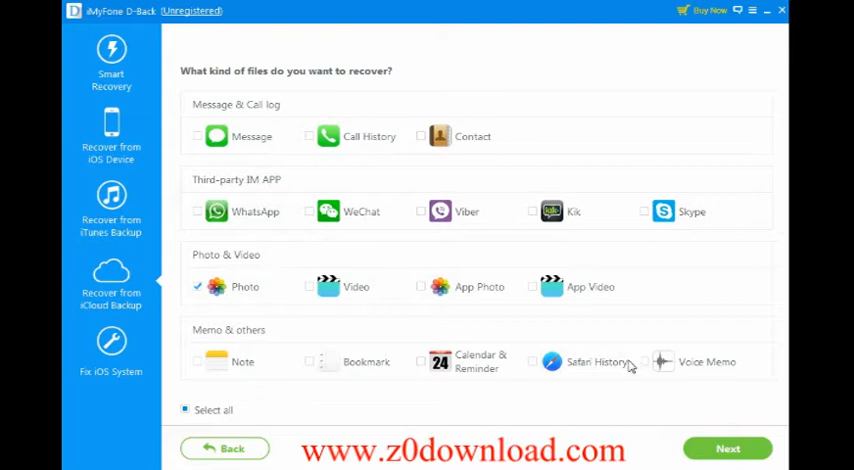 iMyFone D-Back (Unregistered)
Buy Now
Smart
Recovery
Recover from
iOS Device
Recover from
iTunes Backup
Recover from
iCloud Backup
Fix iOS System
What kind of files do you want to recover?
Message & Call log
Message Call History Contact
Third-party IM APP
WhatsApp WeChat Viber Kik Skype
Photo & Video
Photo Video App Photo App Video
Memo & others
Note Bookmark 24 Calendar &
Reminder Safari History Voice Memo
Select all
Back www.z0download.com Next